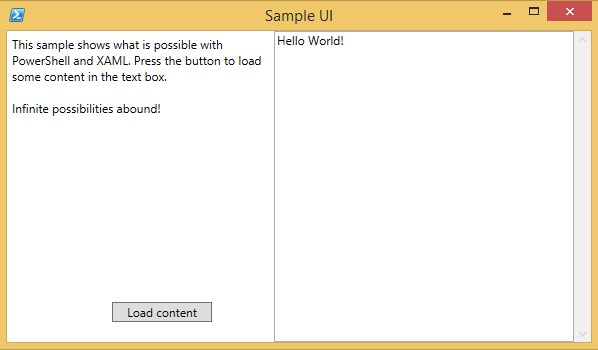 Sample UI
This sample shows what is possible with
PowerShell and XAML. Press the button to load
some content in the text box.
Infinite possibilities abound!
Hello World!
Load content